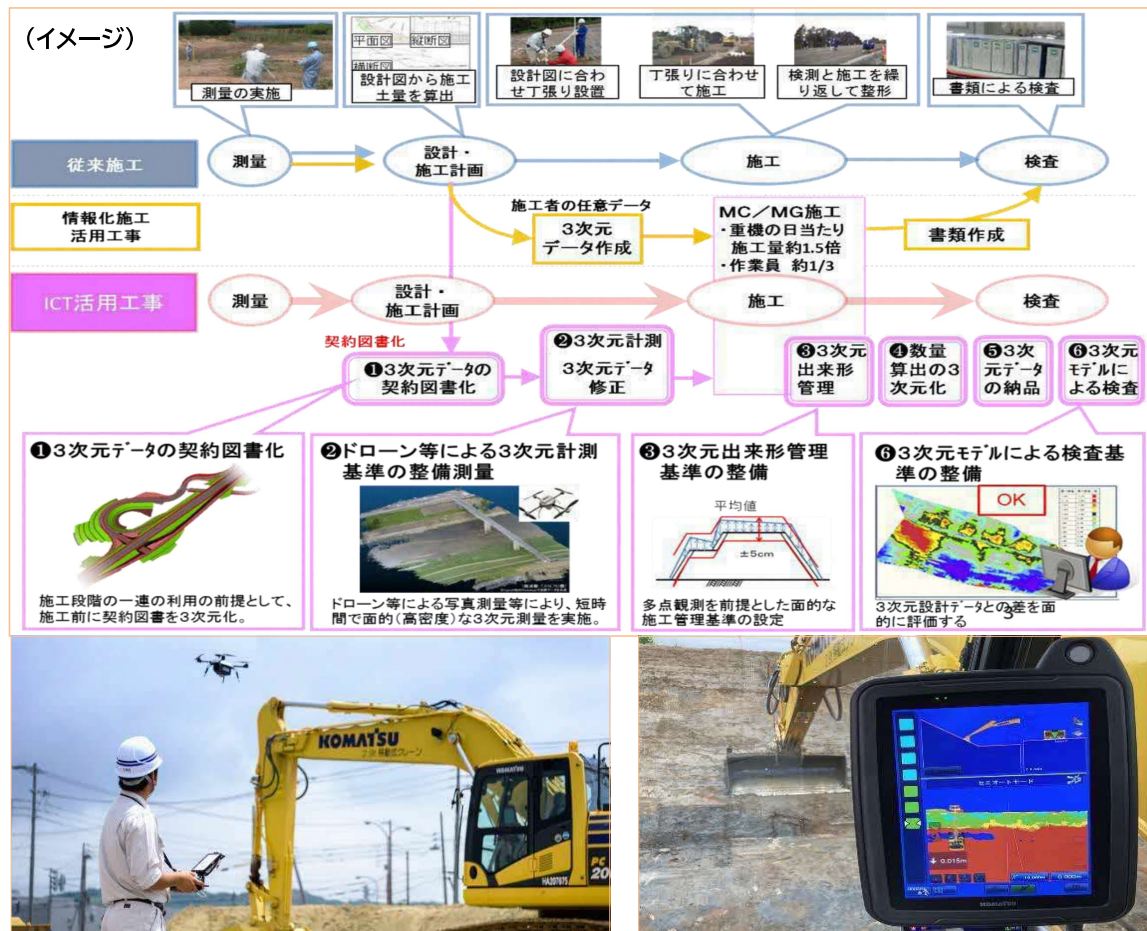 (イメージ)
測量の実施
平面図
縦断図
横断図
設計図から施工
土量を算出
設計図に合わ
せ丁張り設置
丁張りに合わせ
て施工
検測と施工を繰
り返して整形
書類による検査
従来施工
測量
設計・
施工計画
施工
検査
情報化施工
活用工事
施工者の任意データ
3次元
データ作成
MC/MG施工
・重機の日当たり
施工量約1.5倍
・作業員 約1/3
書類作成
ICT活用工事
測量
設計・
施工計画
施工
検査
契約図書化
❶3次元データの
契約図書化
❷3次元計測
3次元データ
修正
❸3次元
出来形
管理
❹数量
算出の3
次元化
❺3次
元データ
の納品
❻3次元
モデルに
よる検査
❶3次元データの契約図書化
施工段階の一連の利用の前提として、
施工前に契約図書を3次元化。
❷ドローン等による3次元計測
基準の整備測量
ドローン等による写真測量等により、短時
間で面的(高密度)な3次元測量を実施。
❸3次元出来形管理
基準の整備
平均値
±5cm
多点観測を前提とした面的な
施工管理基準の設定
❻3次元モデルによる検査基
準の整備
OK
3次元設計データとの差を面
的に評価する
3
KOMATSU
KOMATSU
PC
200
HA207675
セミオートモード
0.015m
KOMATSU